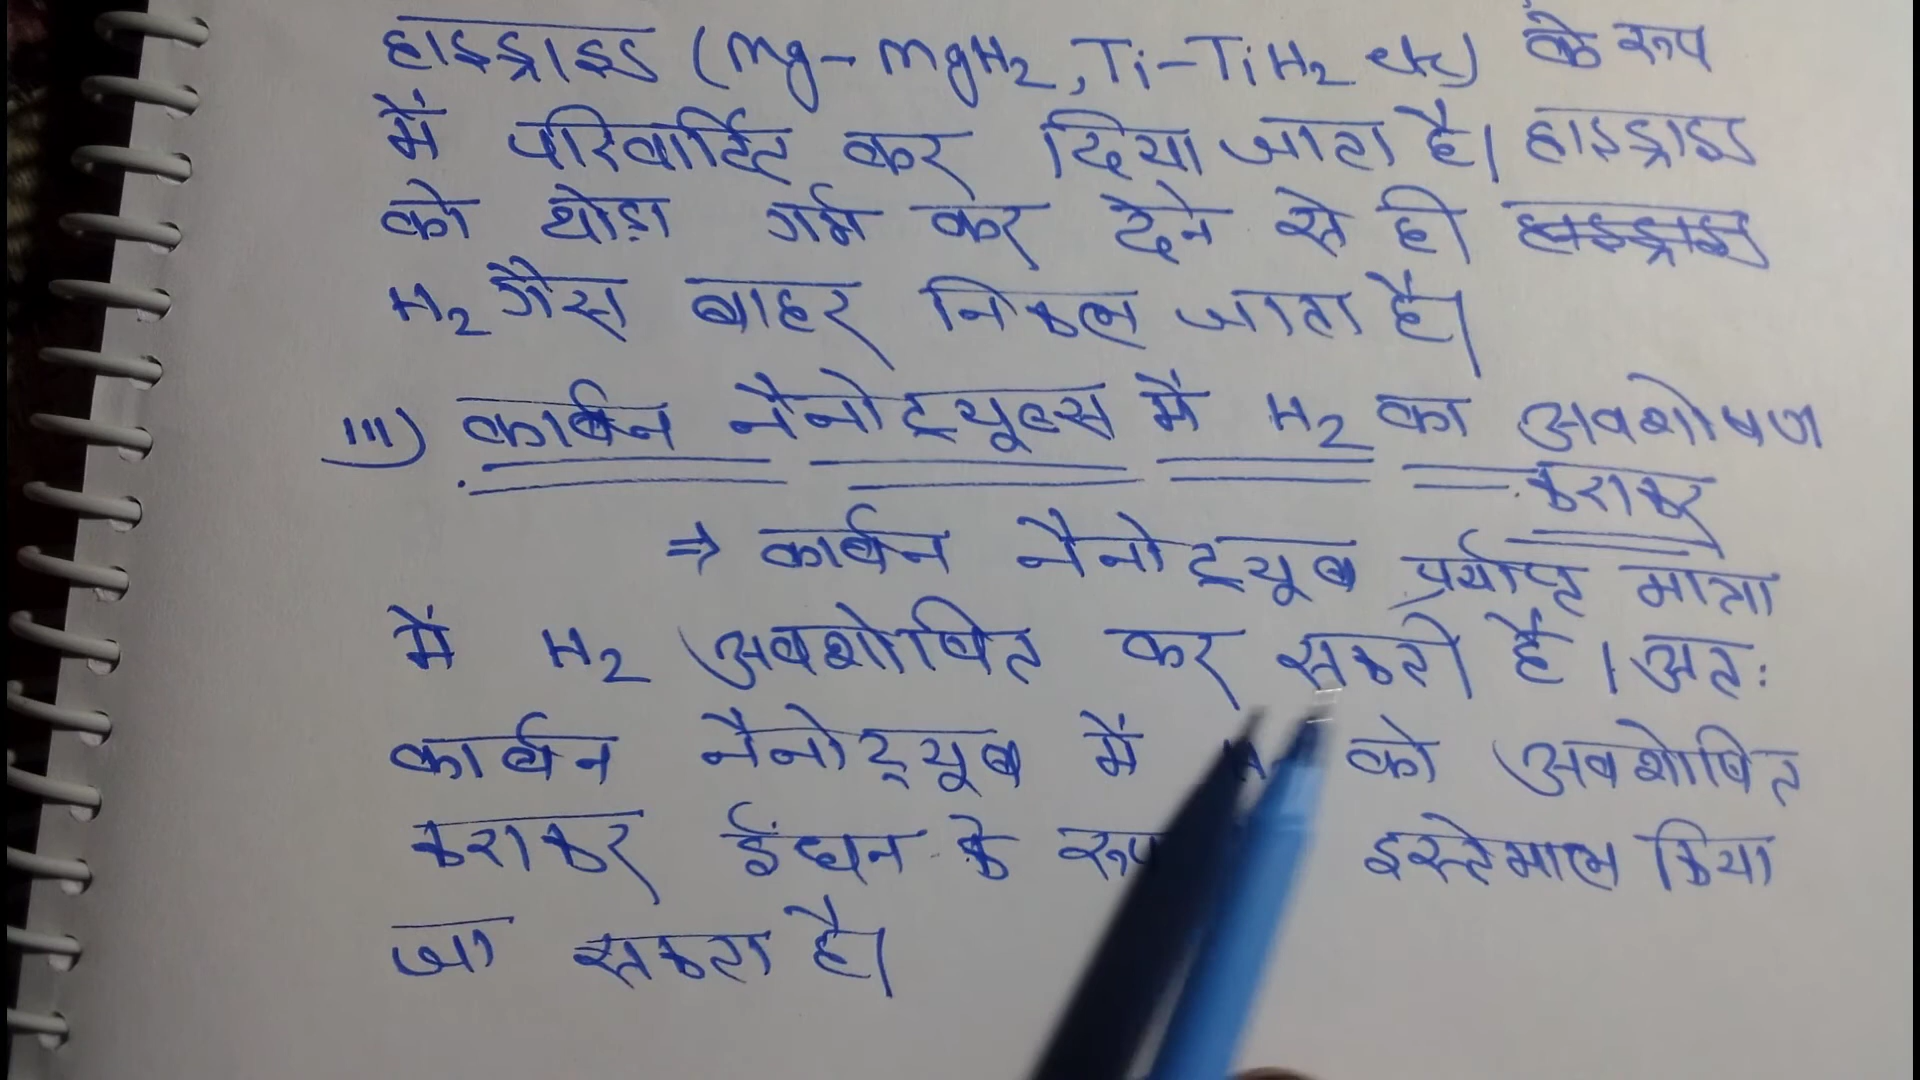 हाइड्राइड (Mg-MgH2, Ti-TiH2 etc) के रूप
में परिवर्तित कर दिया जाता है। हाइड्राइड
को थोड़ा गर्म कर देने से ही हाइड्राइड
H2 गैस बाहर निकल जाता है।
III) कार्बन नैनोट्यूब्स में H2 का अवशोषण
कराकर
⇒ कार्बन नैनोट्यूब पर्याप्त मात्रा
में H2 अवशोषित कर सकती है। अतः
कार्बन नैनोट्यूब में को अवशोषित
कराकर ईंधन के रूप इस्तेमाल किया
जा सकता है।